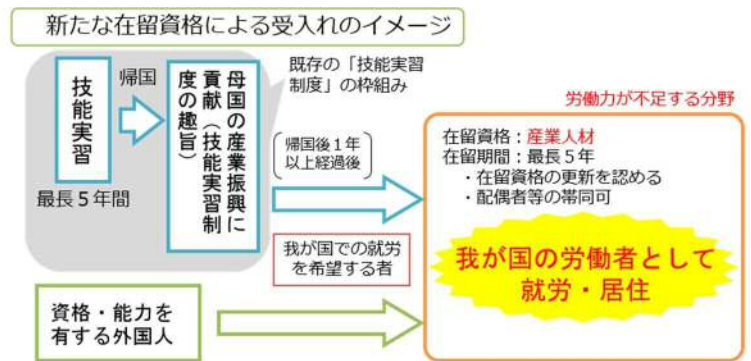 新たな在留資格による受入れのイメージ
技能実習
最長５年間
帰国
母国の産業振興に
貢献（技能実習制
度の趣旨）
既存の「技能実習
制度」の枠組み
帰国後１年
以上経過後
我が国での就労
を希望する者
資格・能力を
有する外国人
労働力が不足する分野
在留資格：産業人材
在留期間：最長５年
・在留資格の更新を認める
・配偶者等の帯同可
我が国の労働者として
就労・居住